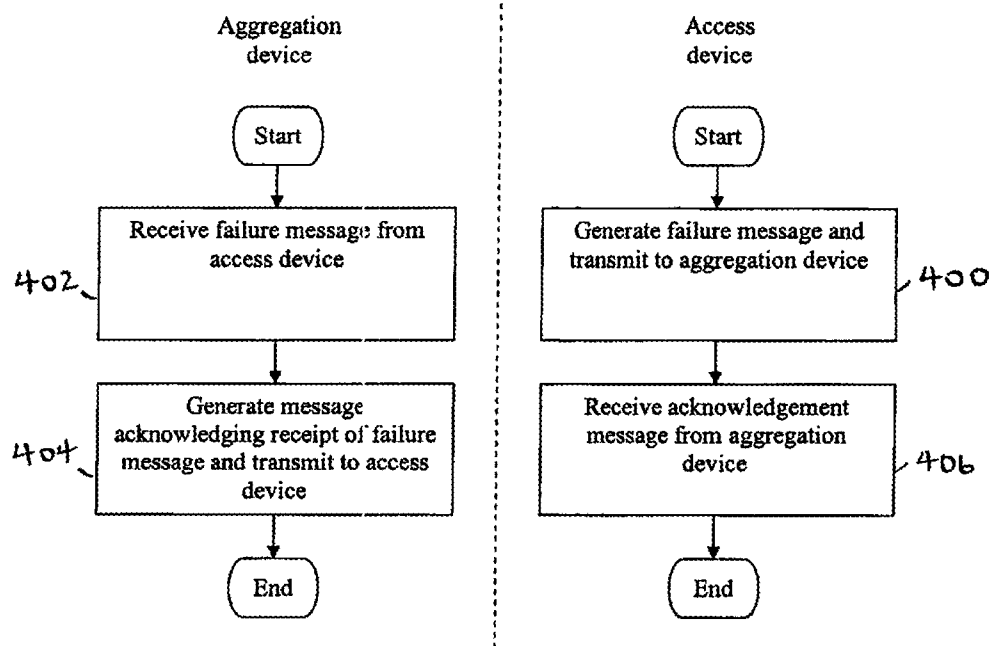 Aggregation
device
Start
Receive failure message from
access device
402
Generate message
acknowledging receipt of failure
message and transmit to access
device
404
End
Access
device
Start
Generate failure message and
transmit to aggregation device
400
Receive acknowledgement
message from aggregation
device
406
End